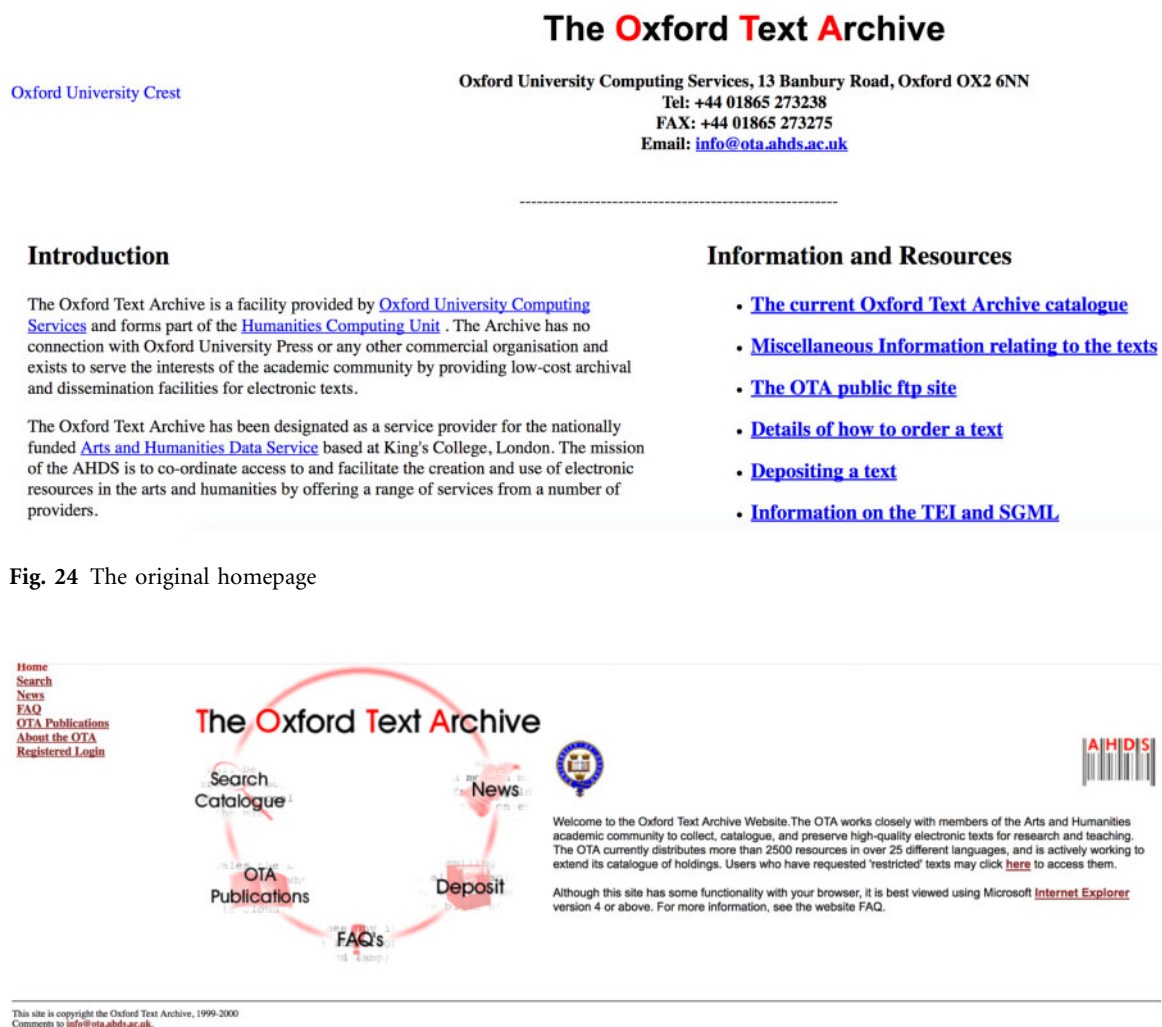 The Oxford Text Archive
Oxford University Crest
Oxford University Computing Services, 13 Banbury Road, Oxford OX2 6NN
Tel: +44 01865 273238
FAX: +44 01865 273275
Email: info@ota.ahds.ac.uk
-------------------------------------------------------
Introduction
The Oxford Text Archive is a facility provided by Oxford University Computing
Services and forms part of the Humanities Computing Unit . The Archive has no
connection with Oxford University Press or any other commercial organisation and
exists to serve the interests of the academic community by providing low-cost archival
and dissemination facilities for electronic texts.
The Oxford Text Archive has been designated as a service provider for the nationally
funded Arts and Humanities Data Service based at King's College, London. The mission
of the AHDS is to co-ordinate access to and facilitate the creation and use of electronic
resources in the arts and humanities by offering a range of services from a number of
providers.
Information and Resources
• The current Oxford Text Archive catalogue
• Miscellaneous Information relating to the texts
• The OTA public ftp site
• Details of how to order a text
• Depositing a text
• Information on the TEI and SGML
Fig. 24 The original homepage
Home
Search
News
FAQ
OTA Publications
About the OTA
Registered Login
The Oxford Text Archive
Search
Catalogue
News
OTA
Publications
Deposit
FAQ's
AHDS
Welcome to the Oxford Text Archive Website.The OTA works closely with members of the Arts and Humanities
academic community to collect, catalogue, and preserve high-quality electronic texts for research and teaching.
The OTA currently distributes more than 2500 resources in over 25 different languages, and is actively working to
extend its catalogue of holdings. Users who have requested 'restricted' texts may click here to access them.
Although this site has some functionality with your browser, it is best viewed using Microsoft Internet Explorer
version 4 or above. For more information, see the website FAQ.
This site is copyright the Oxford Text Archive, 1999-2000
Comments to info@ota.ahds.ac.uk.